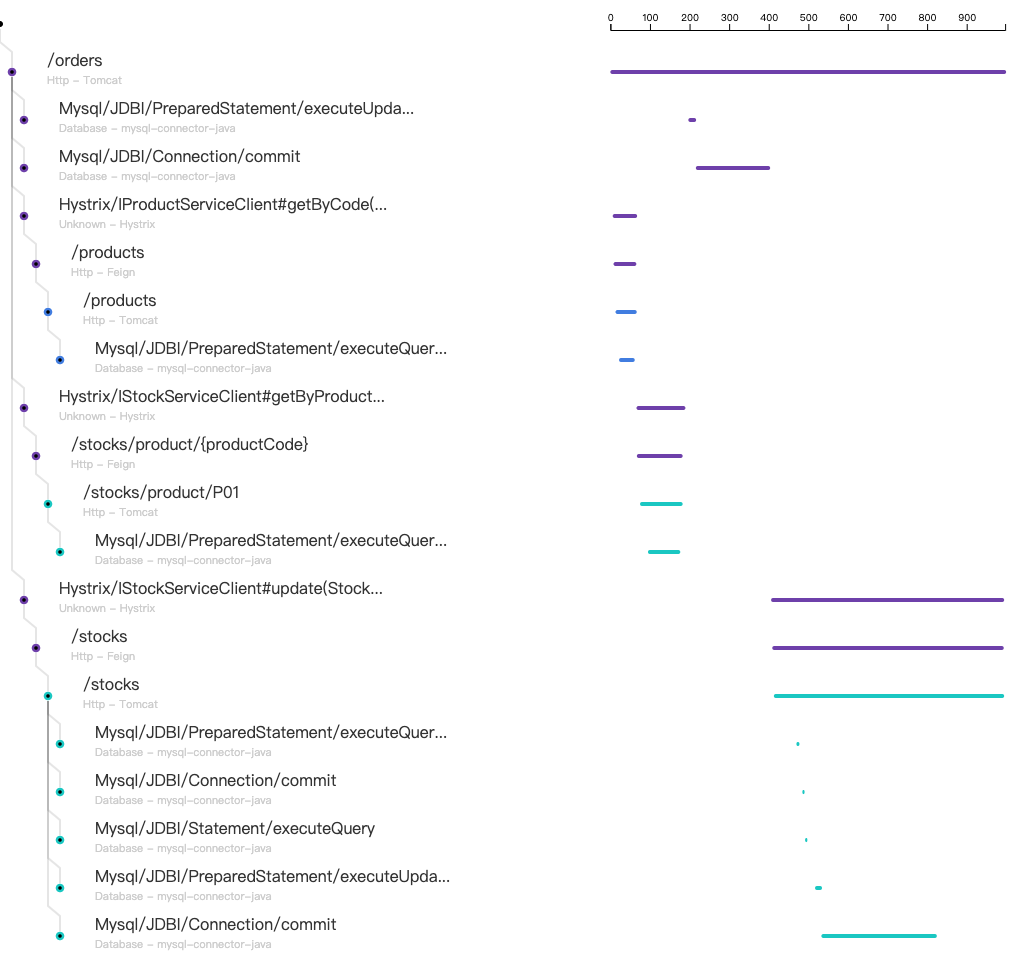 0 100 200 300 400 500 600 700 800 900
/orders
Http - Tomcat
Mysql/JDBI/PreparedStatement/executeUpda...
Database - mysql-connector-java
Mysql/JDBI/Connection/commit
Database - mysql-connector-java
Hystrix/IProductServiceClient#getByCode(...
Unknown - Hystrix
/products
Http - Feign
/products
Http - Tomcat
Mysql/JDBI/PreparedStatement/executeQuer...
Database - mysql-connector-java
Hystrix/IStockServiceClient#getByProduct...
Unknown - Hystrix
/stocks/product/{productCode}
Http - Feign
/stocks/product/P01
Http - Tomcat
Mysql/JDBI/PreparedStatement/executeQuer...
Database - mysql-connector-java
Hystrix/IStockServiceClient#update(Stock...
Unknown - Hystrix
/stocks
Http - Feign
/stocks
Http - Tomcat
Mysql/JDBI/PreparedStatement/executeQuer...
Database - mysql-connector-java
Mysql/JDBI/Connection/commit
Database - mysql-connector-java
Mysql/JDBI/Statement/executeQuery
Database - mysql-connector-java
Mysql/JDBI/PreparedStatement/executeUpda...
Database - mysql-connector-java
Mysql/JDBI/Connection/commit
Database - mysql-connector-java